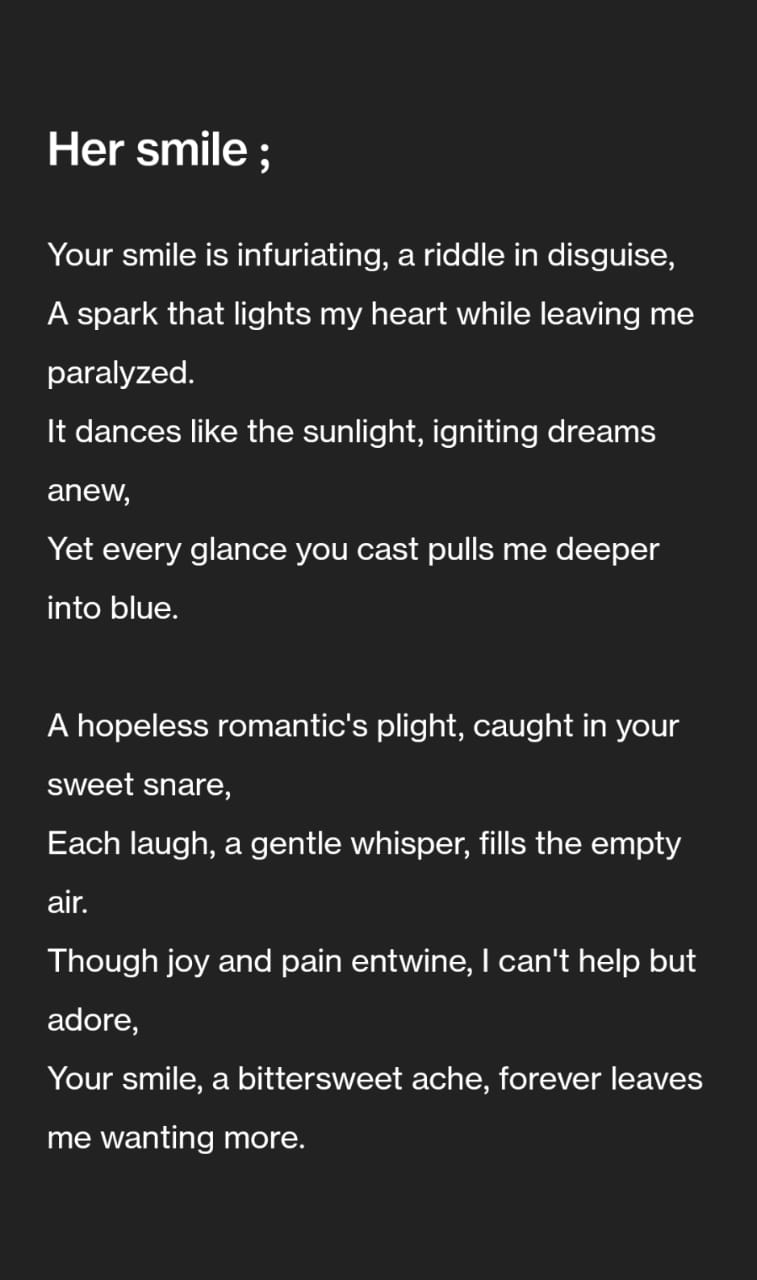 Her smile ;
Your smile is infuriating, a riddle in disguise,
A spark that lights my heart while leaving me
paralyzed.
It dances like the sunlight, igniting dreams
anew,
Yet every glance you cast pulls me deeper
into blue.
A hopeless romantic's plight, caught in your
sweet snare,
Each laugh, a gentle whisper, fills the empty
air.
Though joy and pain entwine, I can't help but
adore,
Your smile, a bittersweet ache, forever leaves
me wanting more.